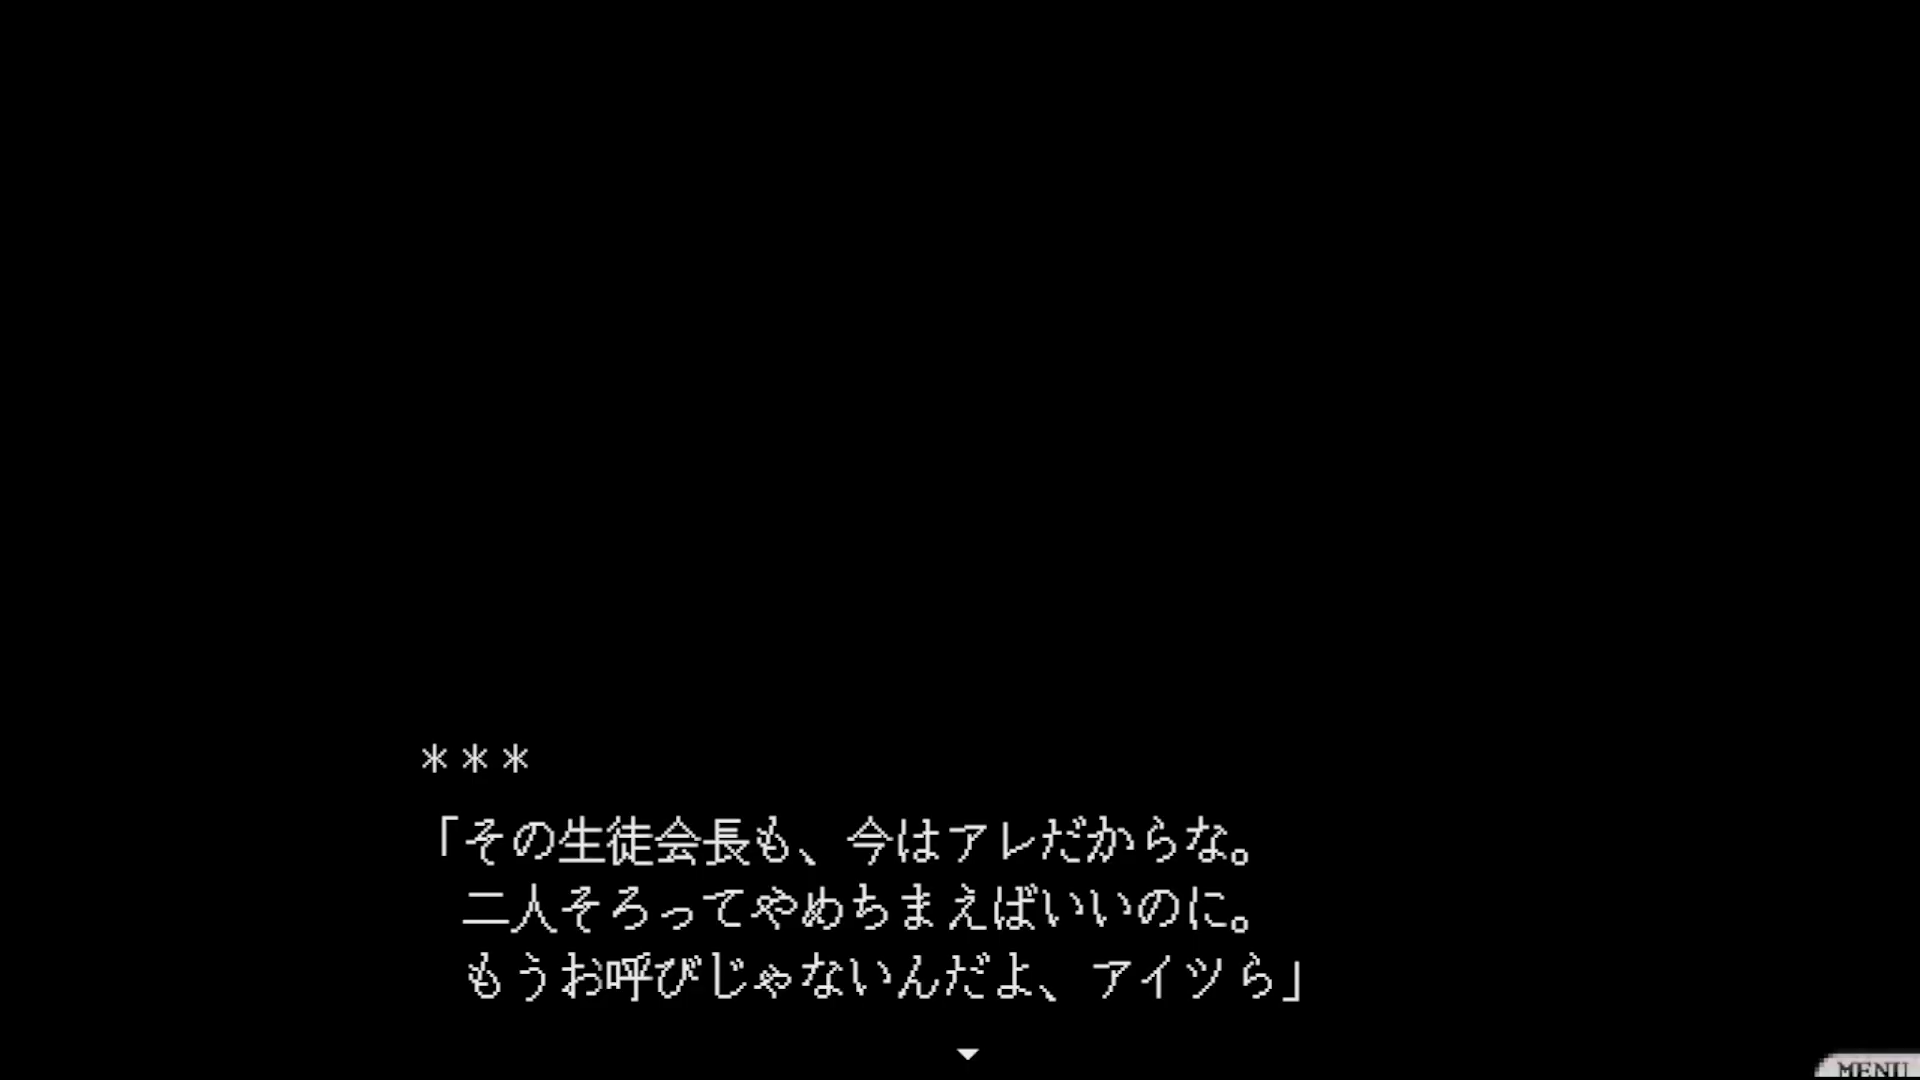 ＊＊＊
「その生徒会長も、今はアレだからな。
二人そろってやめちまえばいいのに。
もうお呼びじゃないんだよ、アイツら」
MENU